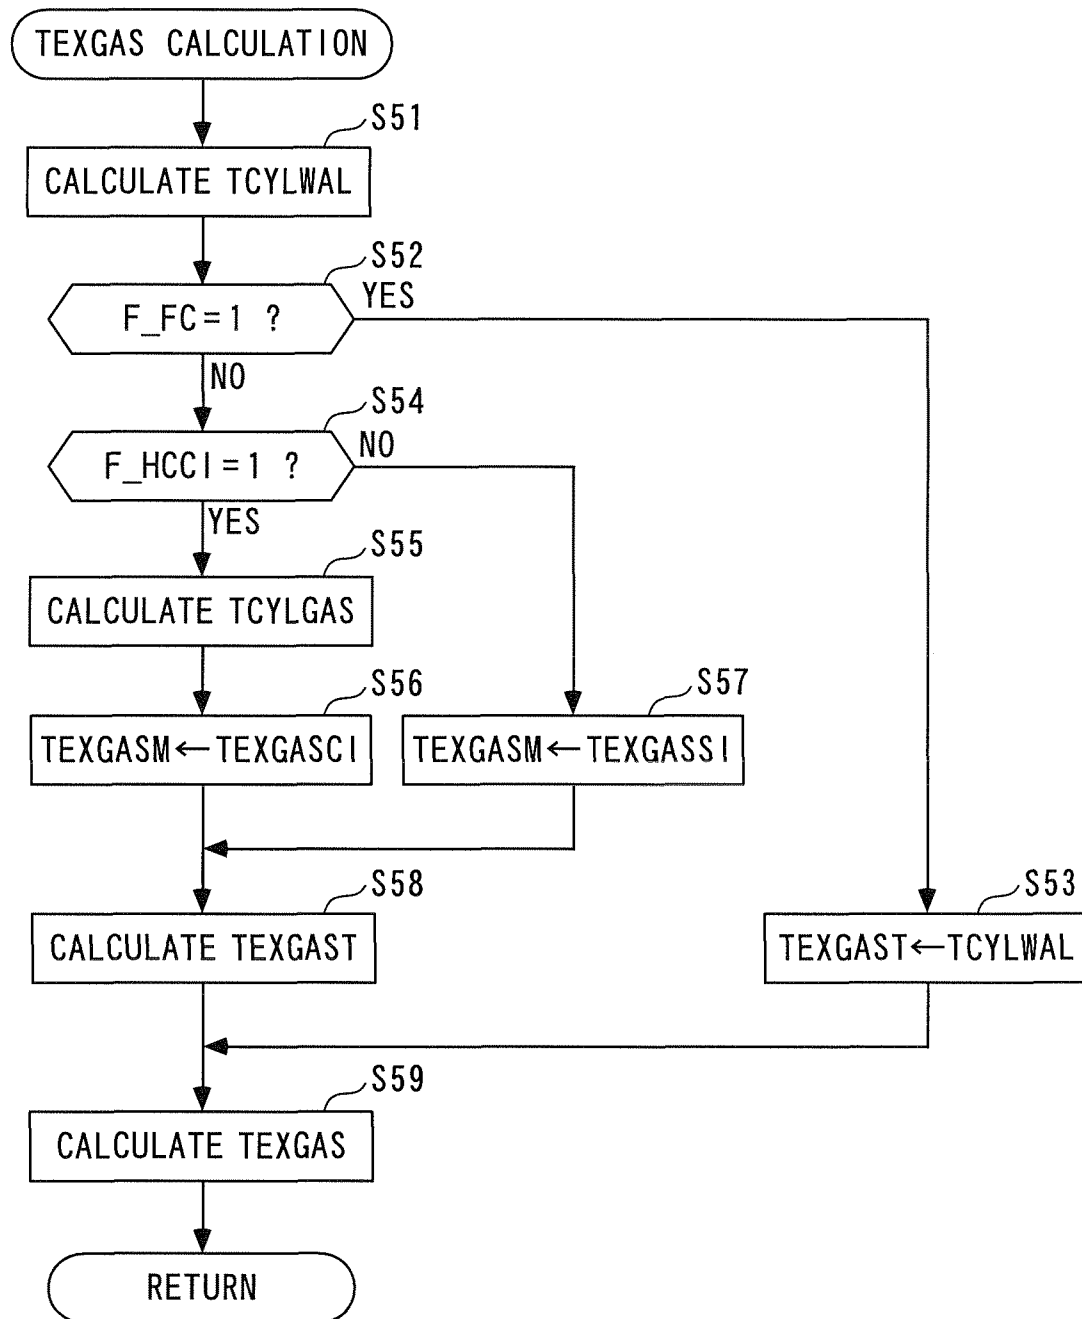 TEXGAS CALCULATION
S51
CALCULATE TCYLWAL
S52
F_FC=1 ?
YES
NO
S54
F_HCCI=1 ?
NO
YES
S55
CALCULATE TCYLGAS
S56
TEXGASM←TEXGASCI
S57
TEXGASM←TEXGASSI
S58
CALCULATE TEXGAST
S53
TEXGAST←TCYLWAL
S59
CALCULATE TEXGAS
RETURN